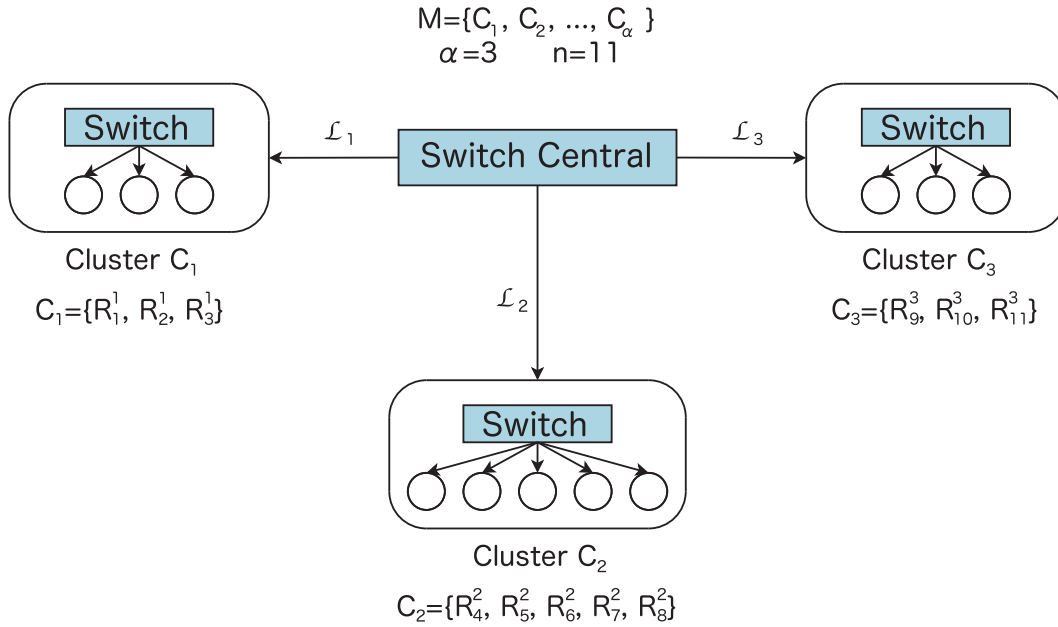 M={C₁, C₂, ..., Cα }
α=3 n=11
Switch
ℒ₁
Switch Central
ℒ₃
Switch
Cluster C₁
C₁={R₁¹, R₂¹, R₃¹}
Cluster C₃
C₃={R₉³, R₁₀³, R₁₁³}
ℒ₂
Switch
Cluster C₂
C₂={R₄², R₅², R₆², R₇², R₈²}